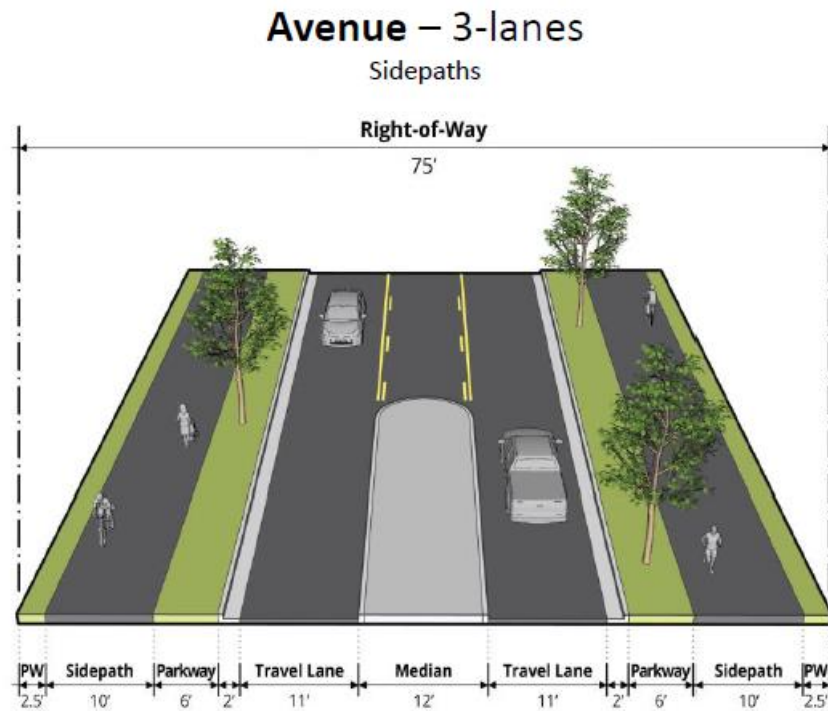 Avenue – 3-lanes
Sidepaths
Right-of-Way
75'
PW Sidepath Parkway Travel Lane Median Travel Lane Parkway Sidepath PW
2.5' 10' 6' 2' 11' 12' 11' 2' 6' 10' 2.5'